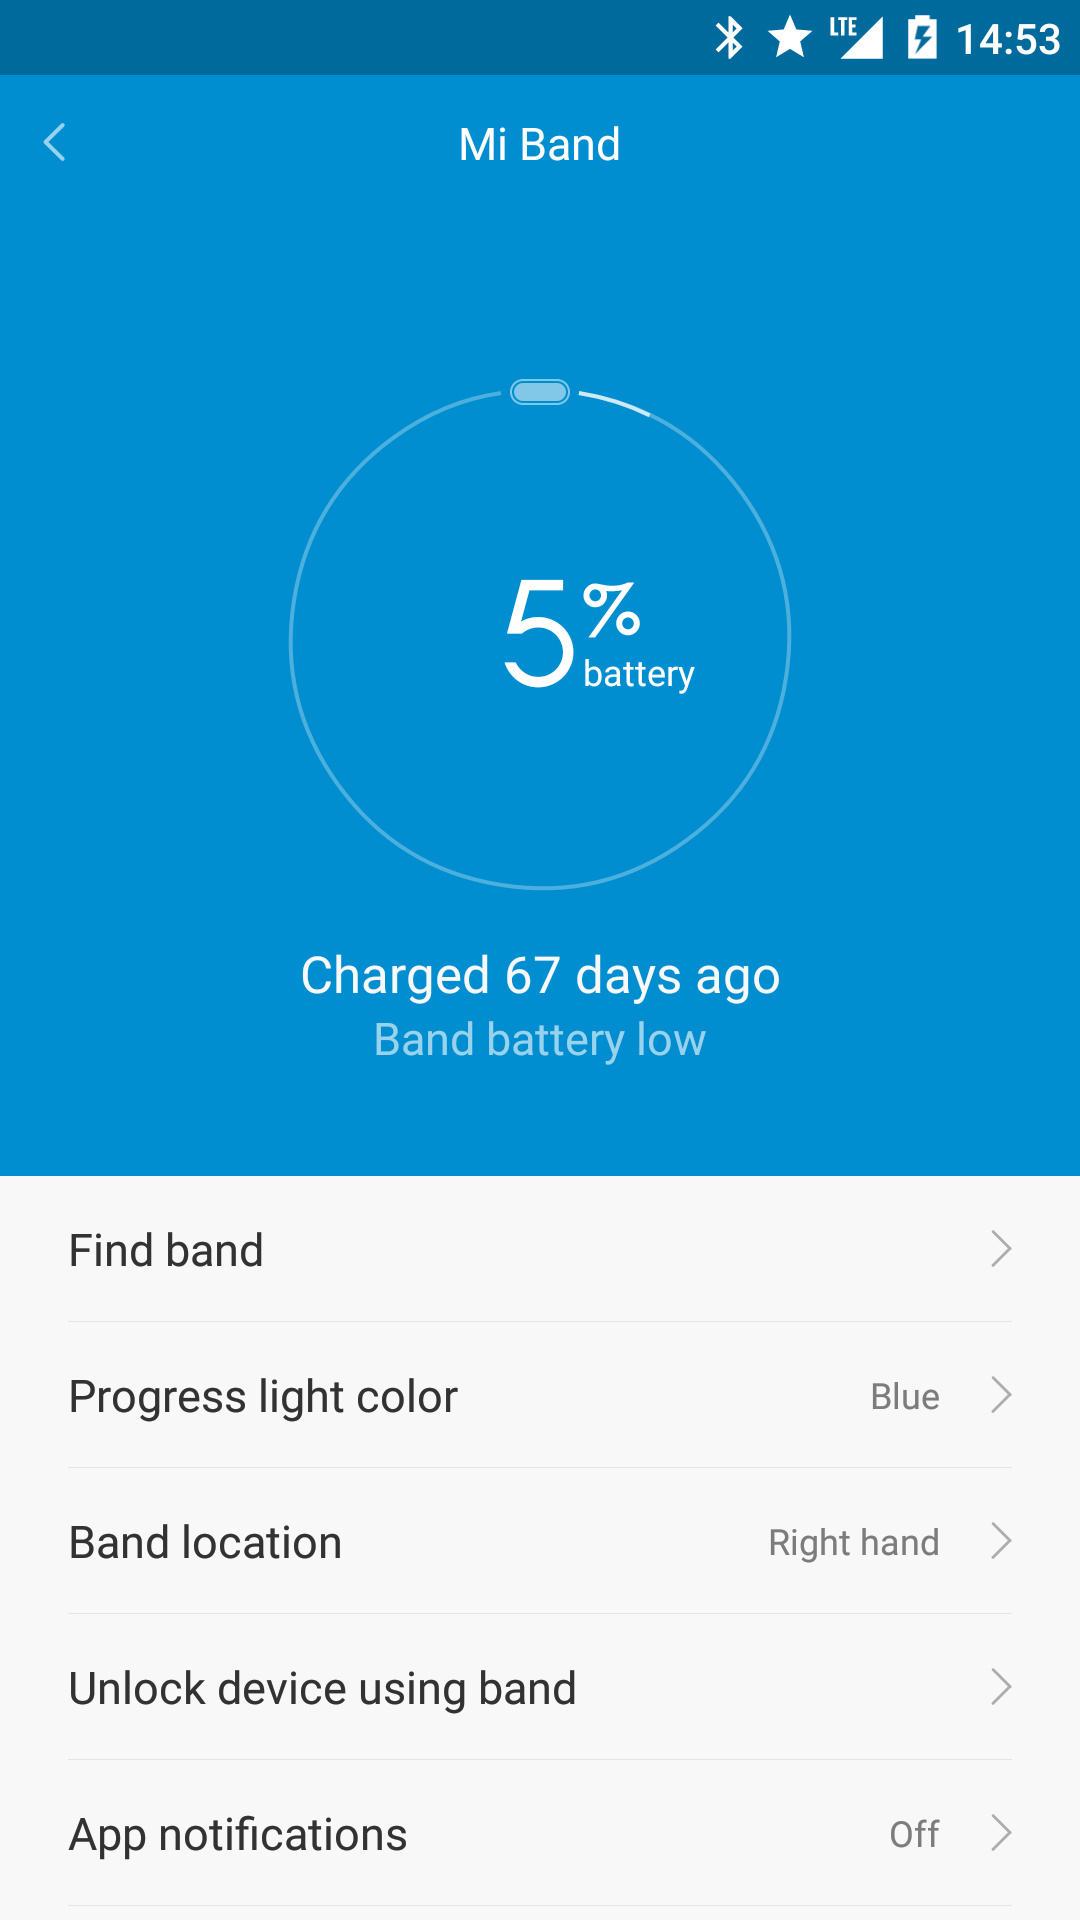 LTE 14:53
Mi Band
5%
battery
Charged 67 days ago
Band battery low
Find band
Progress light color Blue
Band location Right hand
Unlock device using band
App notifications Off